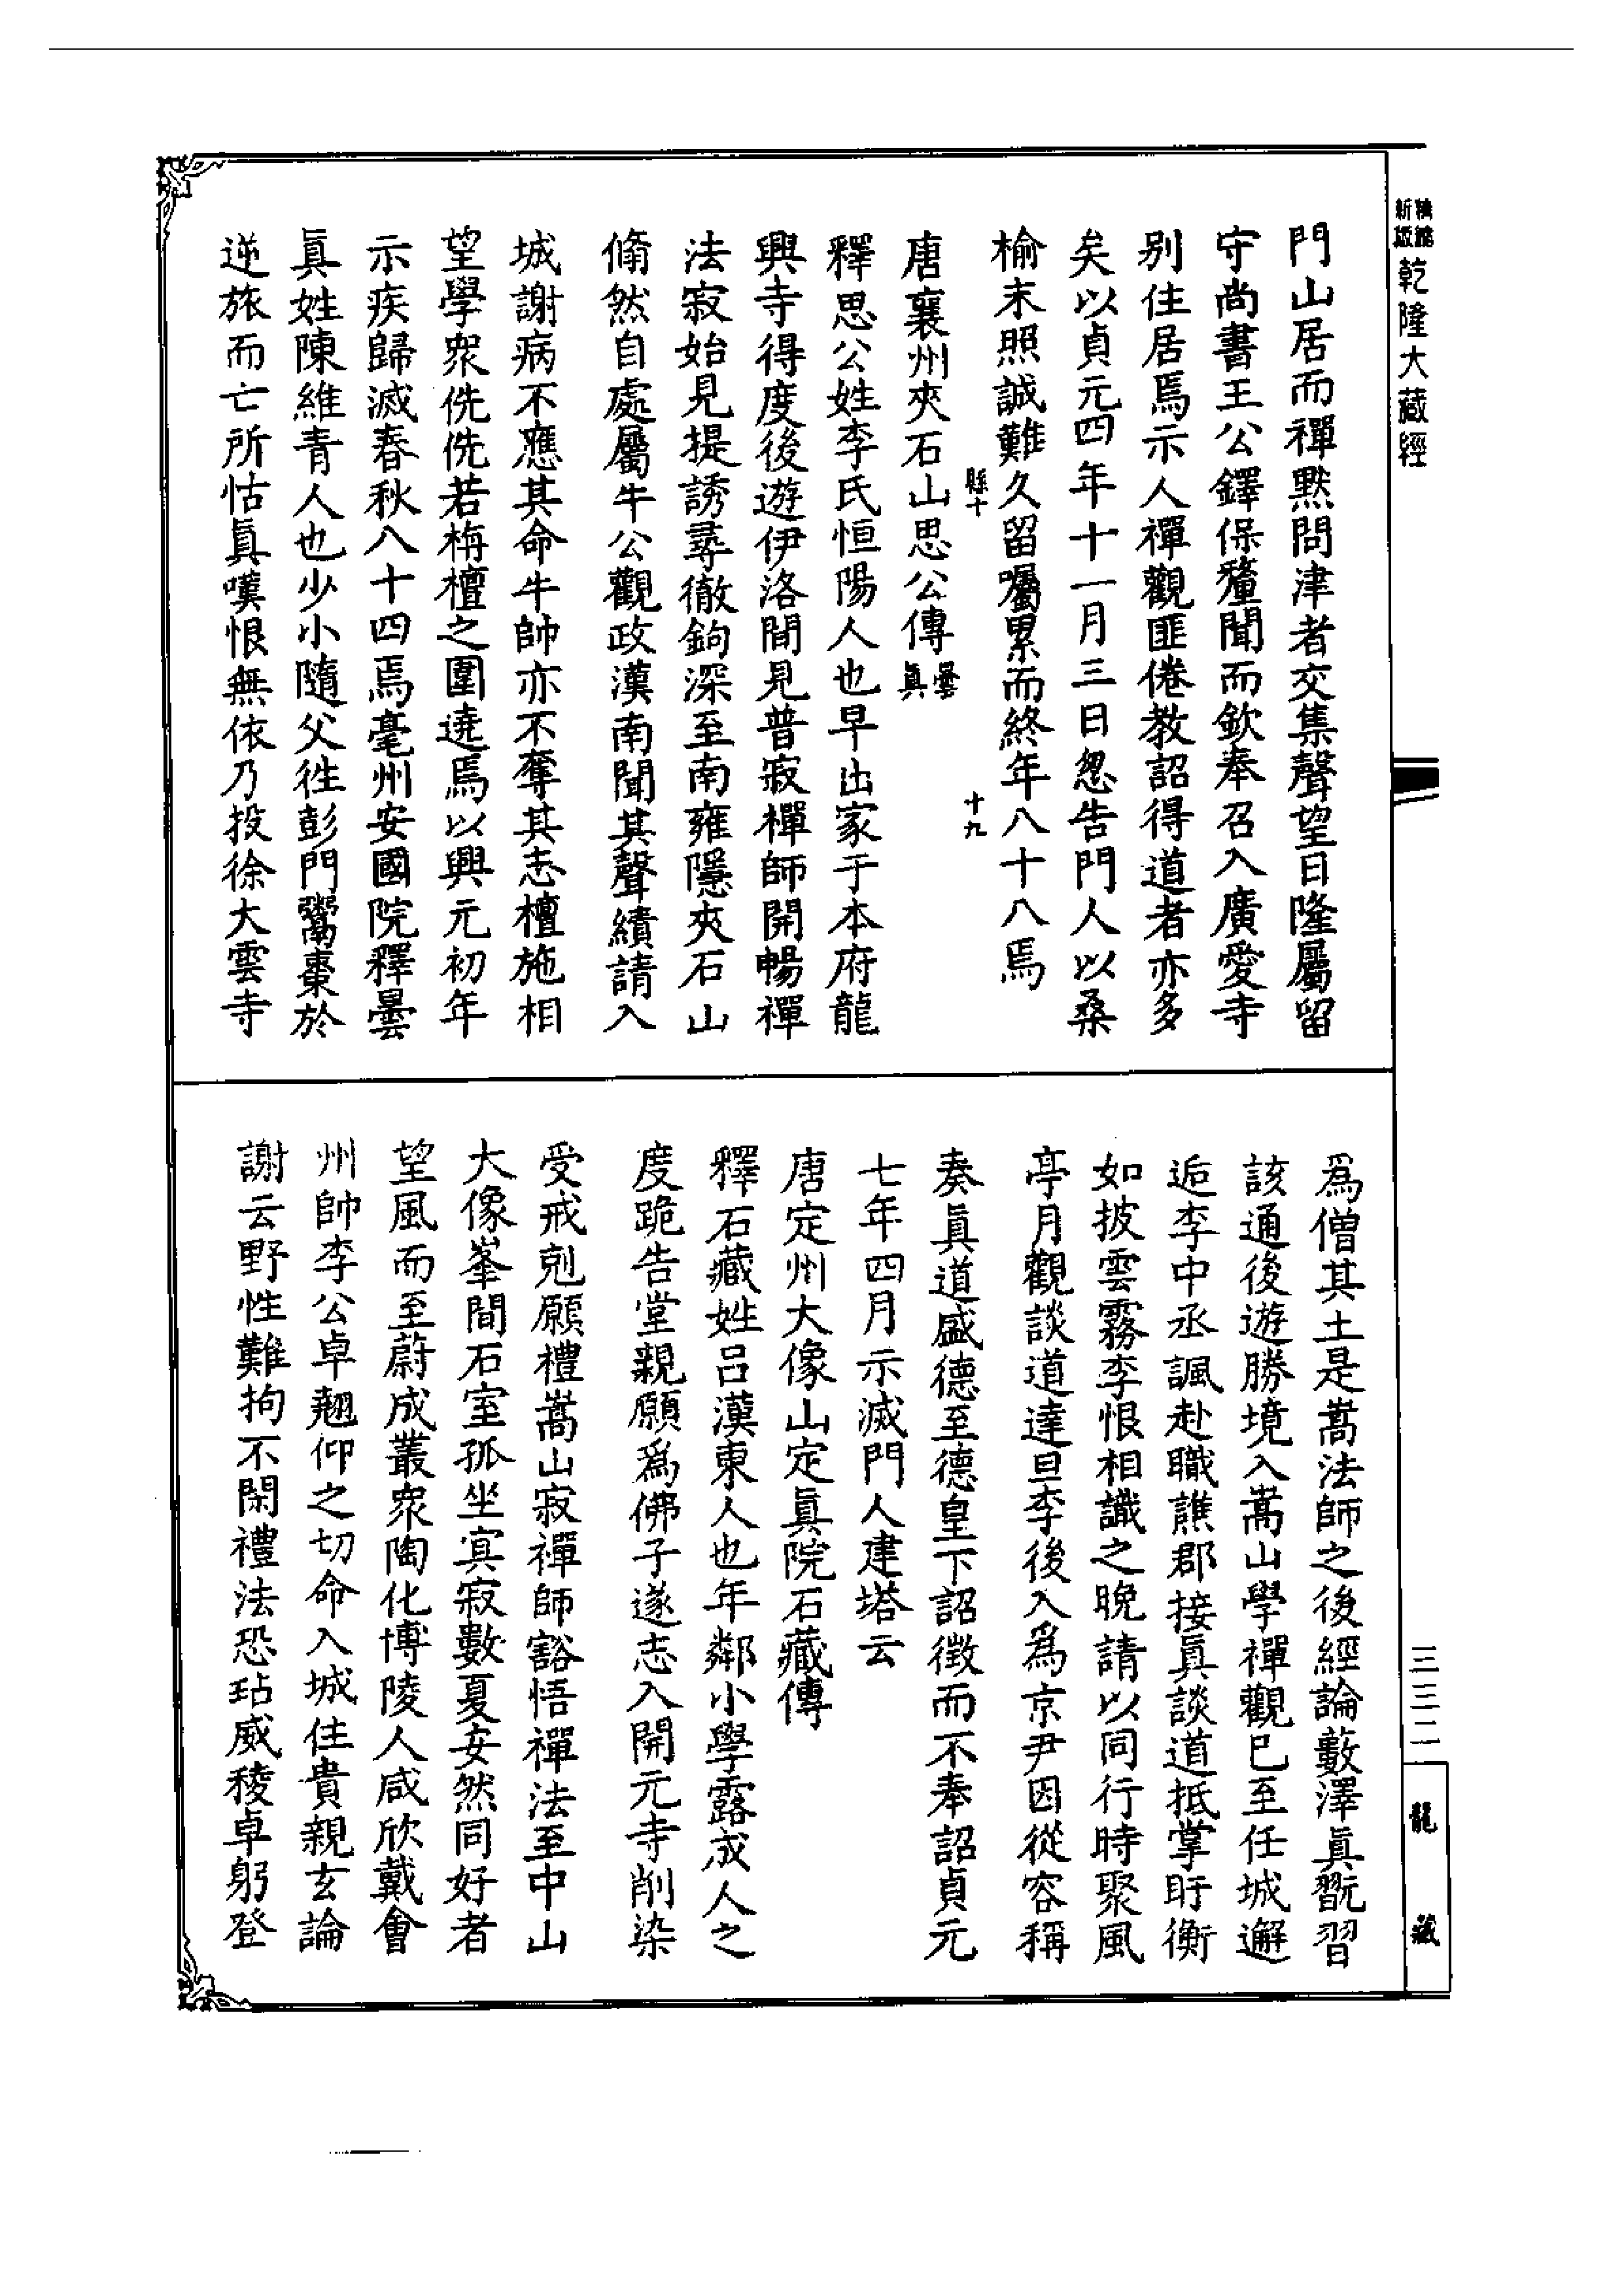 新版
精縮
乾隆大藏經
門山居而禪默問津者交集聲望日隆屬留
守尚書王公鐸保釐聞而欽奉召入廣愛寺
別住居焉示人禪觀匪倦教詔得道者亦多
矣以貞元四年十一月三日忽告門人以桑
榆末照誠難久留囑累而終年八十八焉
縣十
十九
唐襄州夾石山思公傳曇真
釋思公姓李氏恒陽人也早出家于本府龍
興寺得度後遊伊洛間見普寂禪師開暢禪
法寂始見提誘尋徹鉤深至南雍隱夾石山
翛然自處屬牛公觀政漢南聞其聲績請入
城謝病不應其命牛帥亦不奪其志檀施相
望學衆侁侁若栴檀之圍遶焉以興元初年
示疾歸滅春秋八十四焉毫州安國院釋曇
眞姓陳維青人也少小隨父徃彭門鬻棗於
逆旅而亡所怙眞嘆恨無依乃投徐大雲寺
爲僧其土是嵩法師之後經論藪澤眞翫習
該通後遊勝境入嵩山學禪觀已至任城邂
逅李中丞諷赴職譙郡接眞談道抵掌盱衡
如披雲霧李恨相識之晚請以同行時聚風
亭月觀談道達旦李後入爲京尹因從容稱
奏眞道盛德至德皇下詔徵而不奉詔貞元
七年四月示滅門人建塔云
唐定州大像山定眞院石藏傳
釋石藏姓呂漢東人也年鄰小學露成人之
度跪告堂親願爲佛子遂志入開元寺削染
受戒剋願禮嵩山寂禪師豁悟禪法至中山
大像峯間石室孤坐寘寂數夏安然同好者
望風而至蔚成叢衆陶化博陵人咸欣戴會
州帥李公卓翹仰之切命入城住貴親玄論
謝云野性難拘不閑禮法恐玷威稜卓躬登
三三二
龍藏